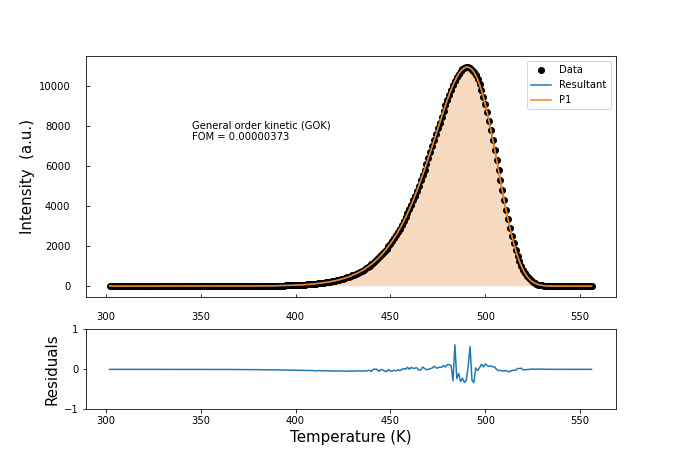 10000
8000
6000
4000
2000
0
Intensity  (a.u.)
General order kinetic (GOK)
FOM = 0.00000373
Data
Resultant
P1
300 350 400 450 500 550
1
0
−1
Residuals
300 350 400 450 500 550
Temperature (K)